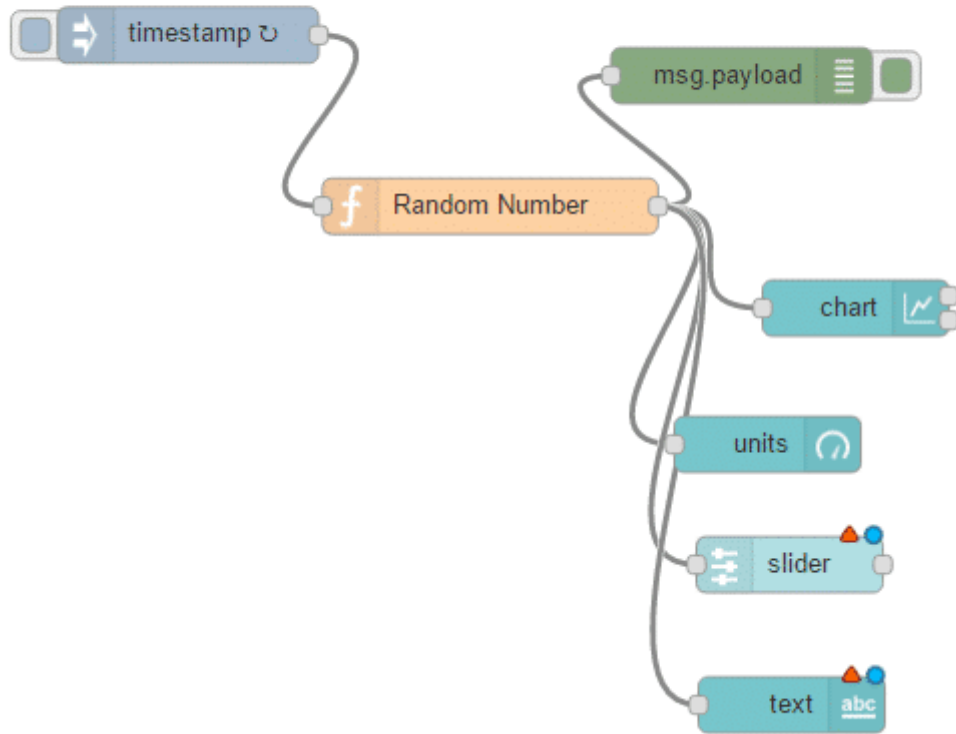 timestamp ↻
msg.payload
Random Number
chart
units
slider
text
abc